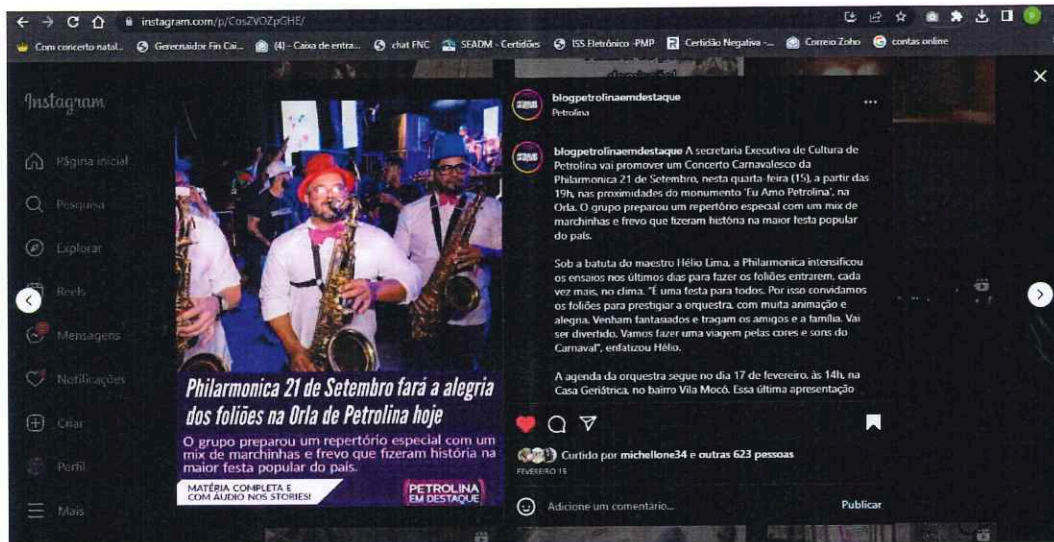 instagram.com/p/CosZVOZpGHE/
Com concerto natal...
Gerecnaidor Fin Cai...
(4) - Caixa de entra...
chat FNC
SEADM - Certidões
ISS Eletrônico -PMP
Certidão Negativa -...
Correio Zoho
contas online
Instagram
Página inicial
Pesquisa
Explorar
Reels
Mensagens
Notificações
Criar
Perfil
Mais
Philarmonica 21 de Setembro fará a alegria
dos foliões na Orla de Petrolina hoje
O grupo preparou um repertório especial com um
mix de marchinhas e frevo que fizeram história na
maior festa popular do país.
MATÉRIA COMPLETA E
COM ÁUDIO NOS STORIES!
PETROLINA
EM DESTAQUE
blogpetrolinaemdestaque
Petrolina
blogpetrolinaemdestaque A secretaria Executiva de Cultura de
Petrolina vai promover um Concerto Carnavalesco da
Philarmonica 21 de Setembro, nesta quarta-feira (15), a partir das
19h, nas proximidades do monumento 'Eu Amo Petrolina', na
Orla. O grupo preparou um repertório especial com um mix de
marchinhas e frevo que fizeram história na maior festa popular
do país.
Sob a batuta do maestro Hélio Lima, a Philarmonica intensificou
os ensaios nos últimos dias para fazer os foliões entrarem, cada
vez mais, no clima. "É uma festa para todos. Por isso convidamos
os foliões para prestigiar a orquestra, com muita animação e
alegria. Venham fantasiados e tragam os amigos e a família. Vai
ser divertido. Vamos fazer uma viagem pelas cores e sons do
Carnaval", enfatizou Hélio.
A agenda da orquestra segue no dia 17 de fevereiro, às 14h, na
Casa Geriátrica, no bairro Vila Mocó. Essa última apresentação
Curtido por michellone34 e outras 623 pessoas
FEVEREIRO 15
Adicione um comentário...
Publicar